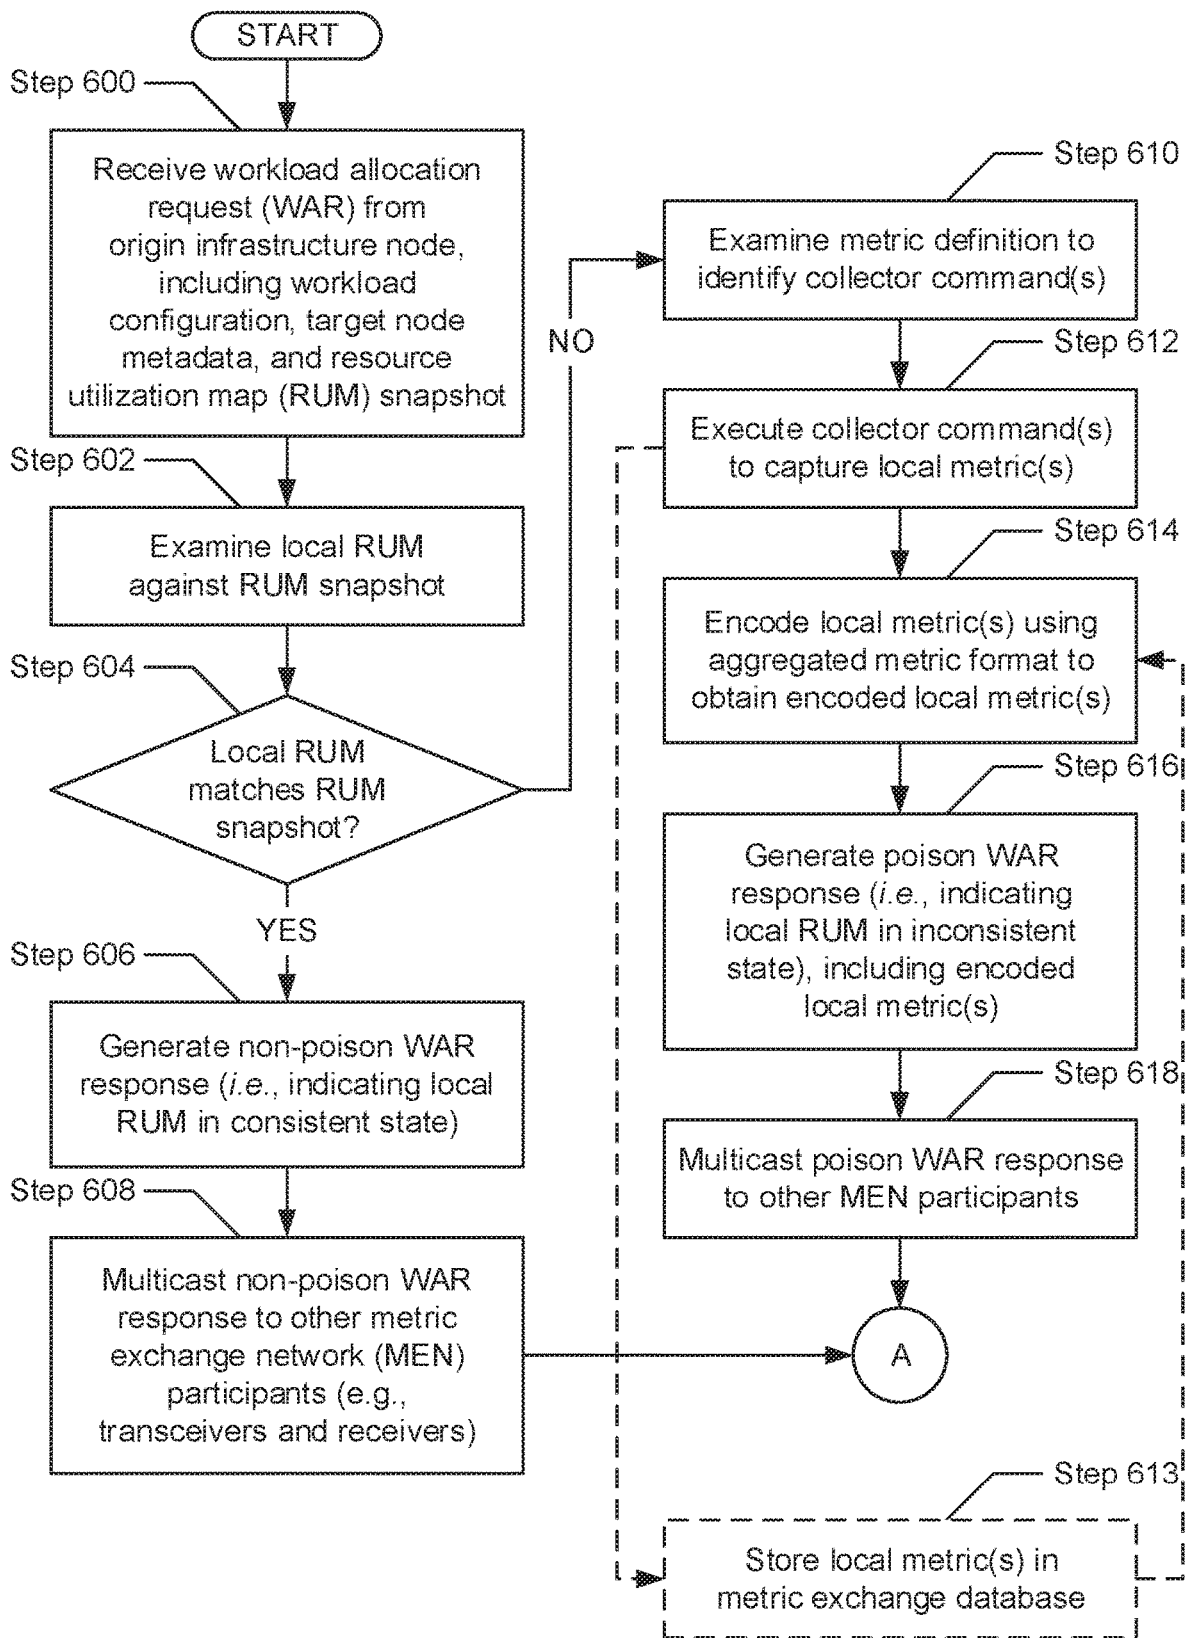 START
Step 600
Receive workload allocation
request (WAR) from
origin infrastructure node,
including workload
configuration, target node
metadata, and resource
utilization map (RUM) snapshot
Step 602
Examine local RUM
against RUM snapshot
Step 604
Local RUM
matches RUM
snapshot?
NO
YES
Step 606
Generate non-poison WAR
response (i.e., indicating local
RUM in consistent state)
Step 608
Multicast non-poison WAR
response to other metric
exchange network (MEN)
participants (e.g.,
transceivers and receivers)
Step 610
Examine metric definition to
identify collector command(s)
Step 612
Execute collector command(s)
to capture local metric(s)
Step 614
Encode local metric(s) using
aggregated metric format to
obtain encoded local metric(s)
Step 616
Generate poison WAR
response (i.e., indicating
local RUM in inconsistent
state), including encoded
local metric(s)
Step 618
Multicast poison WAR response
to other MEN participants
A
Step 613
Store local metric(s) in
metric exchange database